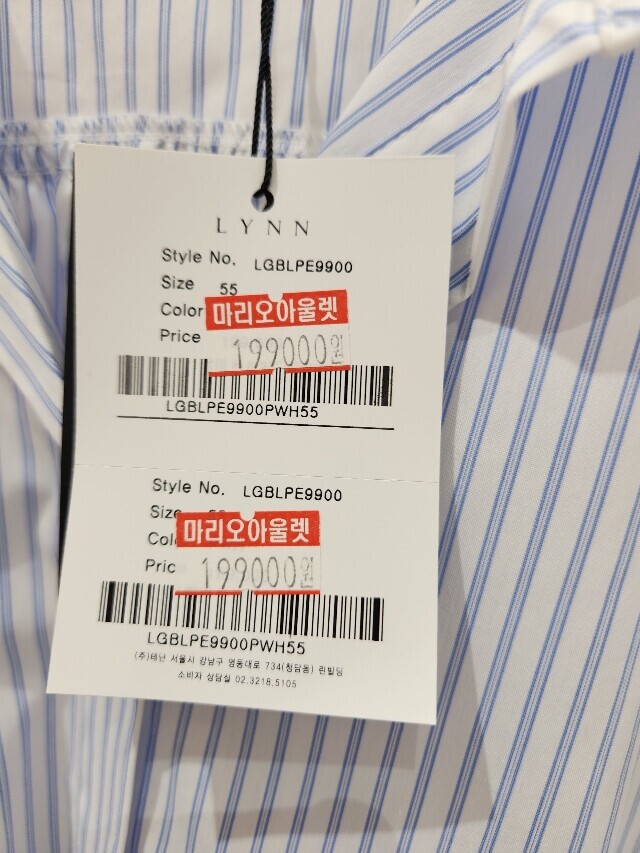 LYNN
Style No. LGBLPE9900
Size 55
Color 마리오아울렛
Price 199000원
LGBLPE9900PWH55
Style No. LGBLPE9900
Size
마리오아울렛
Pric 199000원
LGBLPE9900PWH55
(주)태난 서울시 강남구 영동대로 734(청담동) 린빌딩
소비자 상담실 02.3218.5105